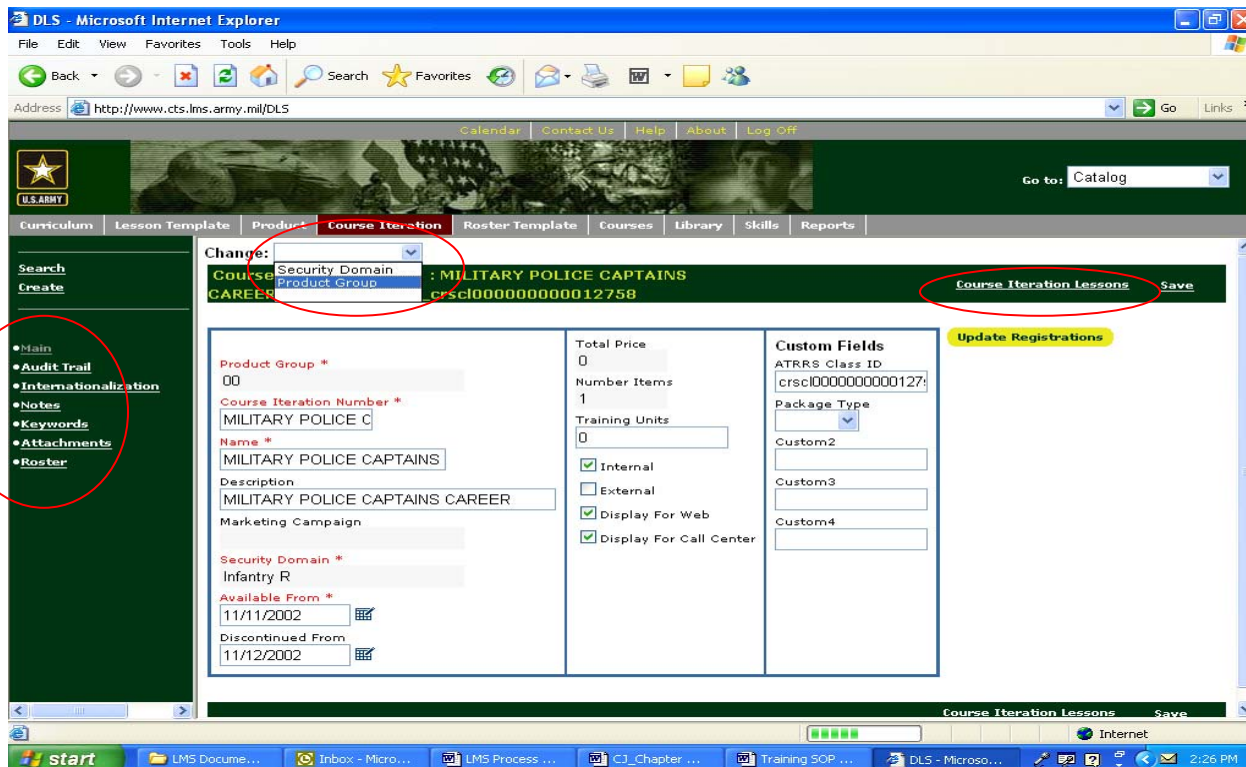 DLS - Microsoft Internet Explorer
File Edit View Favorites Tools Help
Back Search Favorites
Address http://www.cts.lms.army.mil/DLS Go Links
Calendar Contact Us Help About Log Off
U.S.ARMY
Go to: Catalog
Curriculum Lesson Template Product Course Iteration Roster Template Courses Library Skills Reports
Change:
Security Domain
Product Group
Search
Create
Course : MILITARY POLICE CAPTAINS
CAREER _crscl000000000012758
Course Iteration Lessons Save
Main
Audit Trail
Internationalization
Notes
Keywords
Attachments
Roster
Product Group *
00
Course Iteration Number *
MILITARY POLICE C
Name *
MILITARY POLICE CAPTAINS
Description
MILITARY POLICE CAPTAINS CAREER
Marketing Campaign
Security Domain *
Infantry R
Available From *
11/11/2002
Discontinued From
11/12/2002
Total Price
0
Number Items
1
Training Units
0
Internal
External
Display For Web
Display For Call Center
Custom Fields
ATRRS Class ID
Package Type
Custom2
Custom3
Custom4
Update Registrations
Course Iteration Lessons Save
Internet
start LMS Docume... Inbox - Micro... LMS Process ... CJ_Chapter ... Training SOP ... DLS - Microso... 2:26 PM